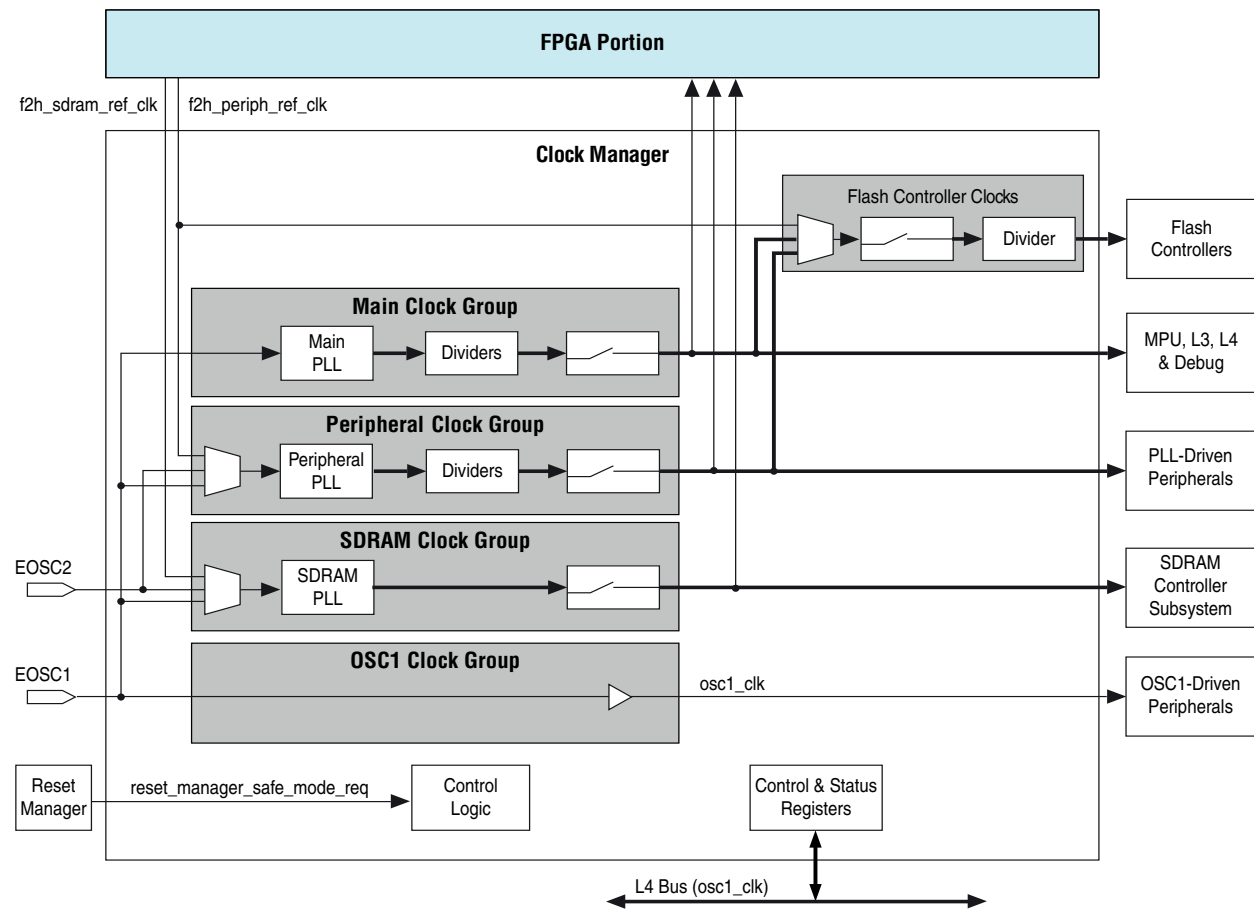 FPGA Portion
f2h_sdram_ref_clk
f2h_periph_ref_clk
Clock Manager
Flash Controller Clocks
Divider
Flash
Controllers
Main Clock Group
Main
PLL
Dividers
MPU, L3, L4
& Debug
Peripheral Clock Group
Peripheral
PLL
Dividers
PLL-Driven
Peripherals
SDRAM Clock Group
EOSC2
SDRAM
PLL
SDRAM
Controller
Subsystem
OSC1 Clock Group
EOSC1
osc1_clk
OSC1-Driven
Peripherals
Reset
Manager
reset_manager_safe_mode_req
Control
Logic
Control & Status
Registers
L4 Bus (osc1_clk)